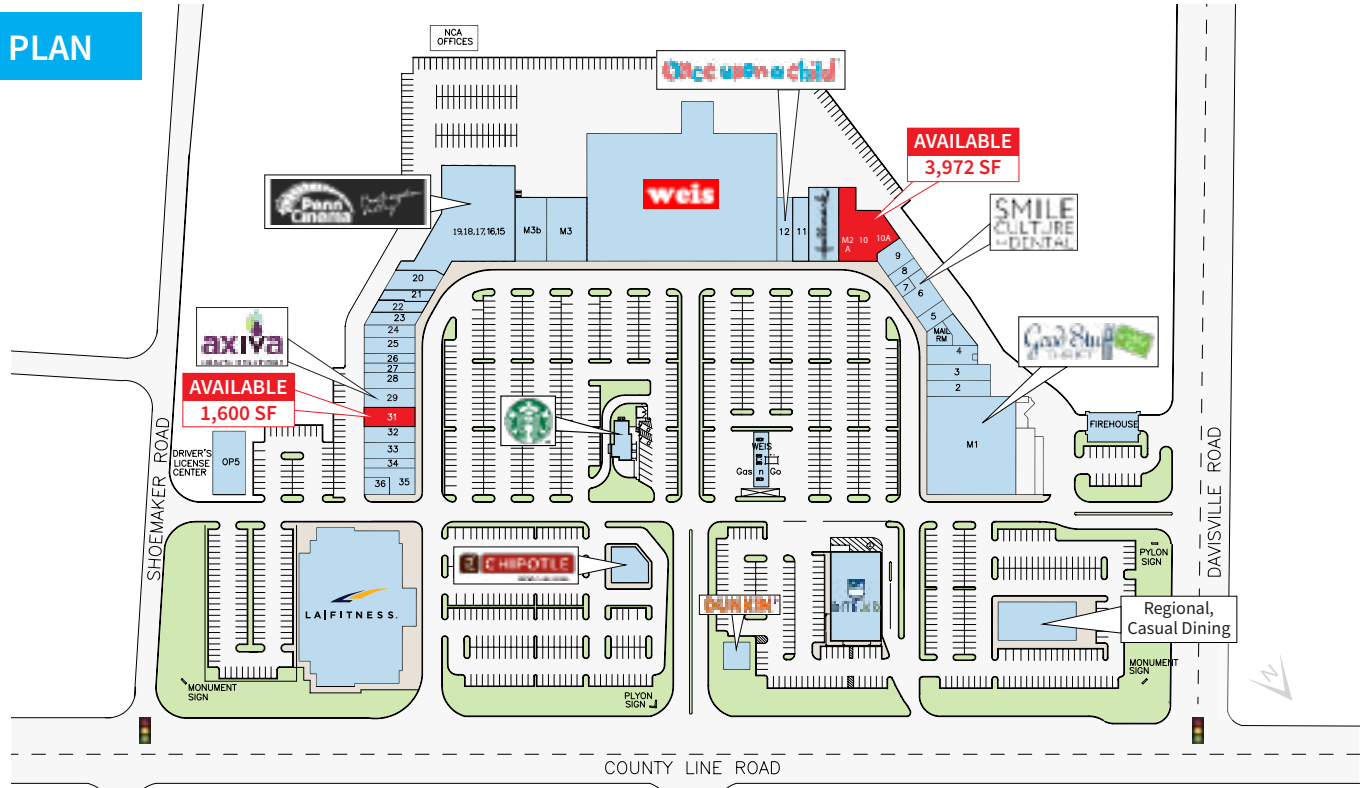 PLAN
NCA
OFFICES
Once upon a child
AVAILABLE
3,972 SF
Penn
Cinema
weis
SMILE
CULTURE
DENTAL
19,18,17,16,15
M3b
M3
12
11
M2 10 10A
A
9
8
7
6
5
MAIL
RM
4
3
2
M1
20
21
22
23
24
25
26
27
28
29
31
32
33
34
36
35
axiva
AVAILABLE
1,600 SF
Good Stuff
THRIFT
FIREHOUSE
DRIVER'S
LICENSE
CENTER
OP5
WEIS
Gas n Go
SHOEMAKER ROAD
DAVISVILLE ROAD
CHIPOTLE
LA FITNESS.
DUNKIN'
PYLON
SIGN
Regional,
Casual Dining
MONUMENT
SIGN
MONUMENT
SIGN
PLYON
SIGN
N
COUNTY LINE ROAD